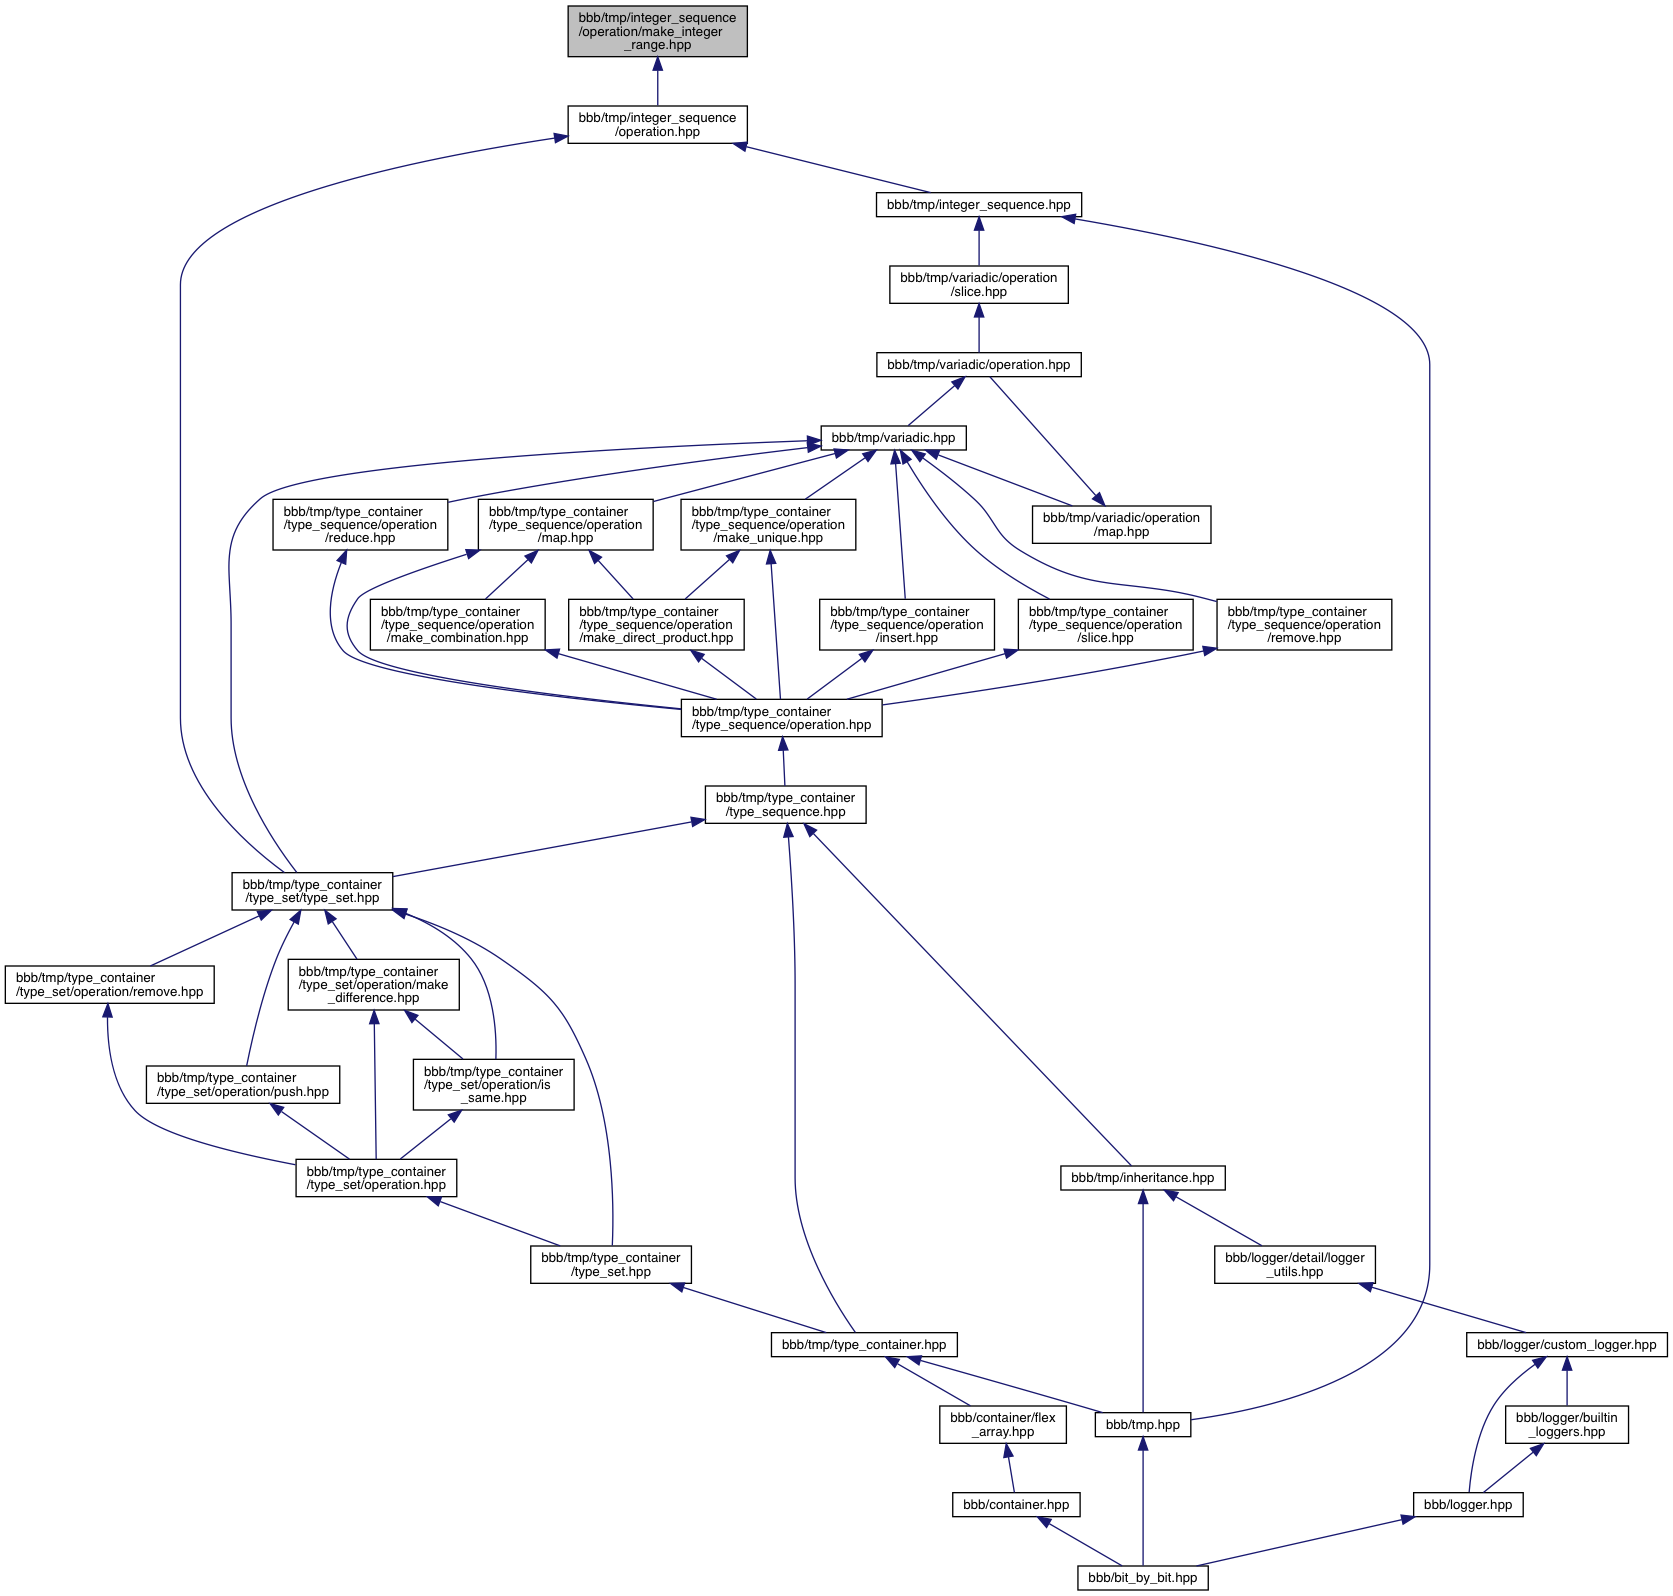 bbb/tmp/integer_sequence
/operation/make_integer
_range.hpp
bbb/tmp/integer_sequence
/operation.hpp
bbb/tmp/integer_sequence.hpp
bbb/tmp/variadic/operation
/slice.hpp
bbb/tmp/variadic/operation.hpp
bbb/tmp/variadic.hpp
bbb/tmp/type_container
/type_sequence/operation
/reduce.hpp
bbb/tmp/type_container
/type_sequence/operation
/map.hpp
bbb/tmp/type_container
/type_sequence/operation
/make_unique.hpp
bbb/tmp/variadic/operation
/map.hpp
bbb/tmp/type_container
/type_sequence/operation
/make_combination.hpp
bbb/tmp/type_container
/type_sequence/operation
/make_direct_product.hpp
bbb/tmp/type_container
/type_sequence/operation
/insert.hpp
bbb/tmp/type_container
/type_sequence/operation
/slice.hpp
bbb/tmp/type_container
/type_sequence/operation
/remove.hpp
bbb/tmp/type_container
/type_sequence/operation.hpp
bbb/tmp/type_container
/type_sequence.hpp
bbb/tmp/type_container
/type_set/type_set.hpp
bbb/tmp/type_container
/type_set/operation/remove.hpp
bbb/tmp/type_container
/type_set/operation/make
_difference.hpp
bbb/tmp/type_container
/type_set/operation/push.hpp
bbb/tmp/type_container
/type_set/operation/is
_same.hpp
bbb/tmp/type_container
/type_set/operation.hpp
bbb/tmp/inheritance.hpp
bbb/tmp/type_container
/type_set.hpp
bbb/logger/detail/logger
_utils.hpp
bbb/tmp/type_container.hpp
bbb/logger/custom_logger.hpp
bbb/container/flex
_array.hpp
bbb/tmp.hpp
bbb/logger/builtin
_loggers.hpp
bbb/container.hpp
bbb/logger.hpp
bbb/bit_by_bit.hpp